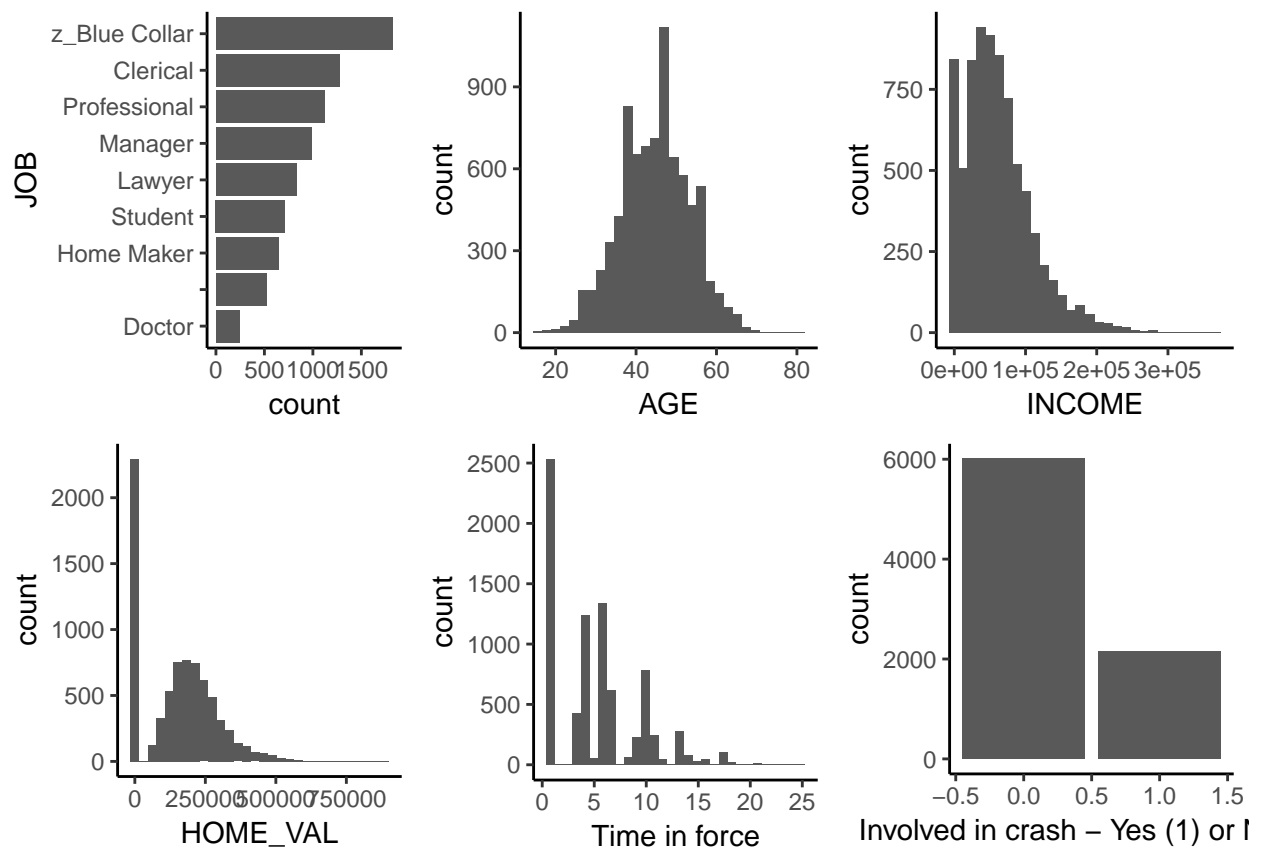 z_Blue Collar
Clerical
Professional
Manager
Lawyer
Student
Home Maker
Doctor
JOB
0 500 1000 1500
count
900
600
300
0
count
20 40 60 80
AGE
750
500
250
0
count
0e+00 1e+05 2e+05 3e+05
INCOME
2000
1500
1000
500
0
count
0 250000 500000 750000
HOME_VAL
2500
2000
1500
1000
500
0
count
0 5 10 15 20 25
Time in force
6000
4000
2000
0
count
−0.5 0.0 0.5 1.0 1.5
Involved in crash − Yes (1) or